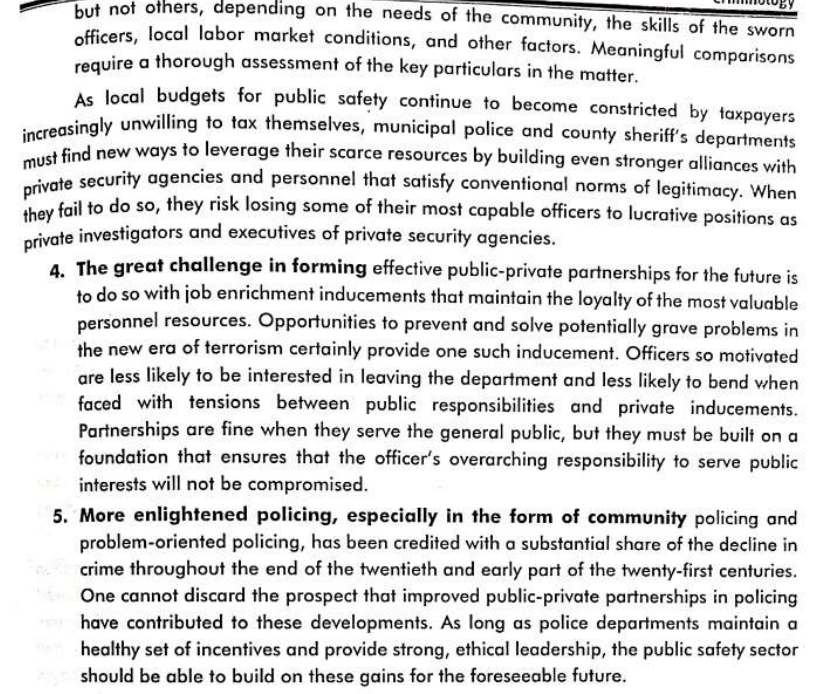 Criminology
but not others, depending on the needs of the community, the skills of the sworn
officers, local labor market conditions, and other factors. Meaningful comparisons
require a thorough assessment of the key particulars in the matter.
As local budgets for public safety continue to become constricted by taxpayers
increasingly unwilling to tax themselves, municipal police and county sheriff's departments
must find new ways to leverage their scarce resources by building even stronger alliances with
private security agencies and personnel that satisfy conventional norms of legitimacy. When
they fail to do so, they risk losing some of their most capable officers to lucrative positions as
private investigators and executives of private security agencies.
4. The great challenge in forming effective public-private partnerships for the future is
to do so with job enrichment inducements that maintain the loyalty of the most valuable
personnel resources. Opportunities to prevent and solve potentially grave problems in
the new era of terrorism certainly provide one such inducement. Officers so motivated
are less likely to be interested in leaving the department and less likely to bend when
faced with tensions between public responsibilities and private inducements.
Partnerships are fine when they serve the general public, but they must be built on a
foundation that ensures that the officer's overarching responsibility to serve public
interests will not be compromised.
5. More enlightened policing, especially in the form of community policing and
problem-oriented policing, has been credited with a substantial share of the decline in
crime throughout the end of the twentieth and early part of the twenty-first centuries.
One cannot discard the prospect that improved public-private partnerships in policing
have contributed to these developments. As long as police departments maintain a
healthy set of incentives and provide strong, ethical leadership, the public safety sector
should be able to build on these gains for the foreseeable future.